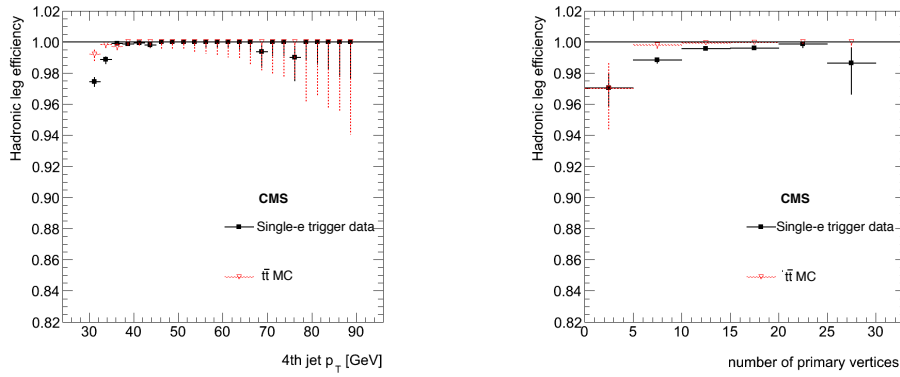 Hadronic leg efficiency
1.02
1.00
0.98
0.96
0.94
0.92
0.90
0.88
0.86
0.84
0.82
CMS
Single-e trigger data
tt̄ MC
30 40 50 60 70 80 90
4th jet p_T [GeV]
Hadronic leg efficiency
1.02
1.00
0.98
0.96
0.94
0.92
0.90
0.88
0.86
0.84
0.82
CMS
Single-e trigger data
tt̄ MC
0 5 10 15 20 25 30
number of primary vertices